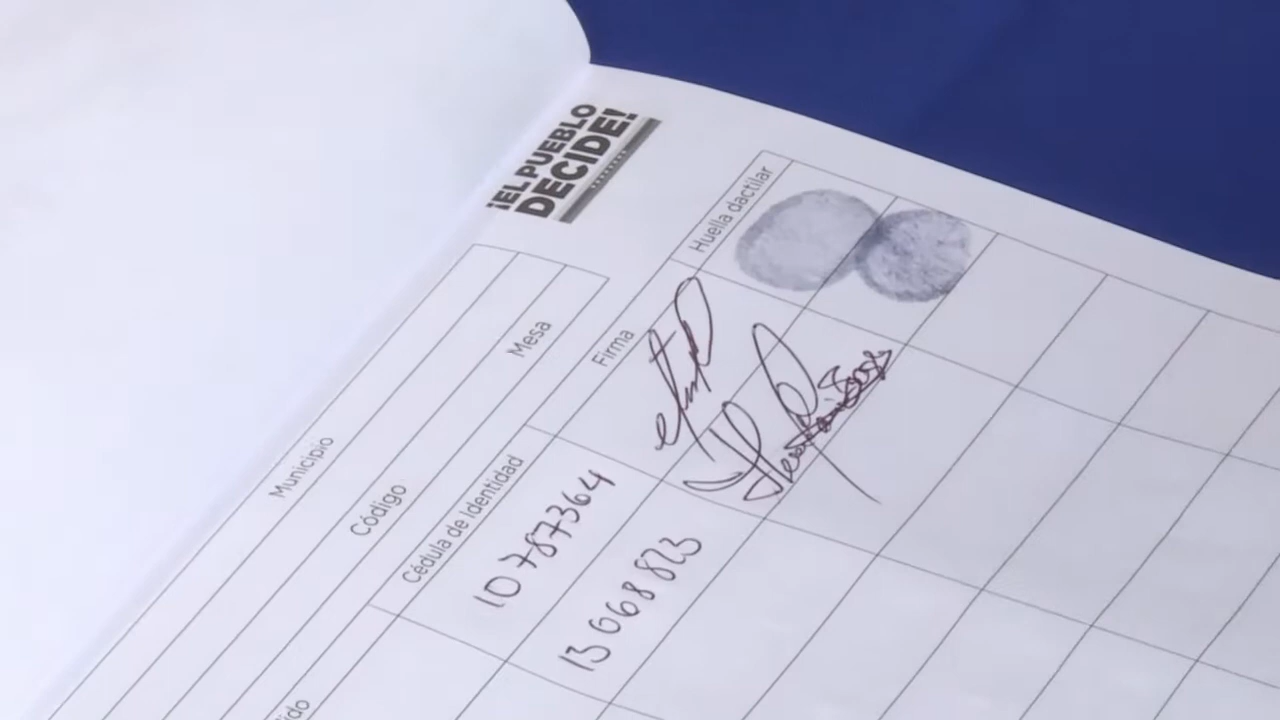 ¡EL PUEBLO
DECIDE!
Municipio
Código
Mesa
Cédula de Identidad
Firma
Huella dactilar
10787364
13668823